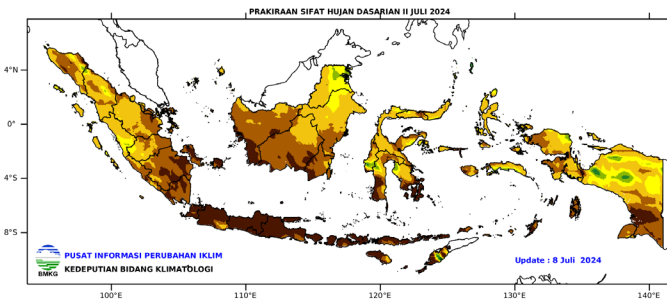 PRAKIRAAN SIFAT HUJAN DASARIAN II JULI 2024
4°N
0°
4°S
8°S
PUSAT INFORMASI PERUBAHAN IKLIM
KEDEPUTIAN BIDANG KLIMATOLOGI
BMKG
Update : 8 Juli 2024
100°E 110°E 120°E 130°E 140°E